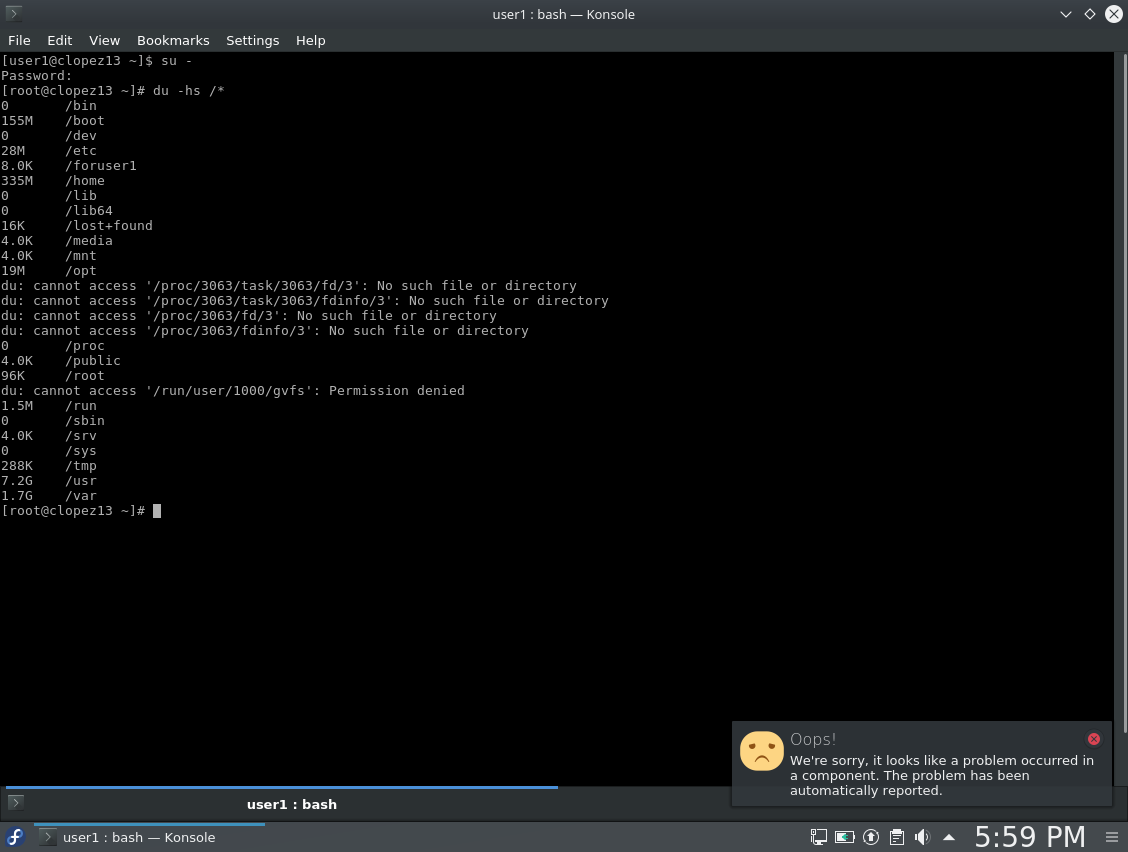 user1 : bash — Konsole
File Edit View Bookmarks Settings Help
[user1@clopez13 ~]$ su -
Password:
[root@clopez13 ~]# du -hs /*
0 /bin
155M /boot
0 /dev
28M /etc
8.0K /foruser1
335M /home
0 /lib
0 /lib64
16K /lost+found
4.0K /media
4.0K /mnt
19M /opt
du: cannot access '/proc/3063/task/3063/fd/3': No such file or directory
du: cannot access '/proc/3063/task/3063/fdinfo/3': No such file or directory
du: cannot access '/proc/3063/fd/3': No such file or directory
du: cannot access '/proc/3063/fdinfo/3': No such file or directory
0 /proc
4.0K /public
96K /root
du: cannot access '/run/user/1000/gvfs': Permission denied
1.5M /run
0 /sbin
4.0K /srv
0 /sys
288K /tmp
7.2G /usr
1.7G /var
[root@clopez13 ~]#
Oops!
We're sorry, it looks like a problem occurred in
a component. The problem has been
automatically reported.
user1 : bash
user1 : bash — Konsole
5:59 PM